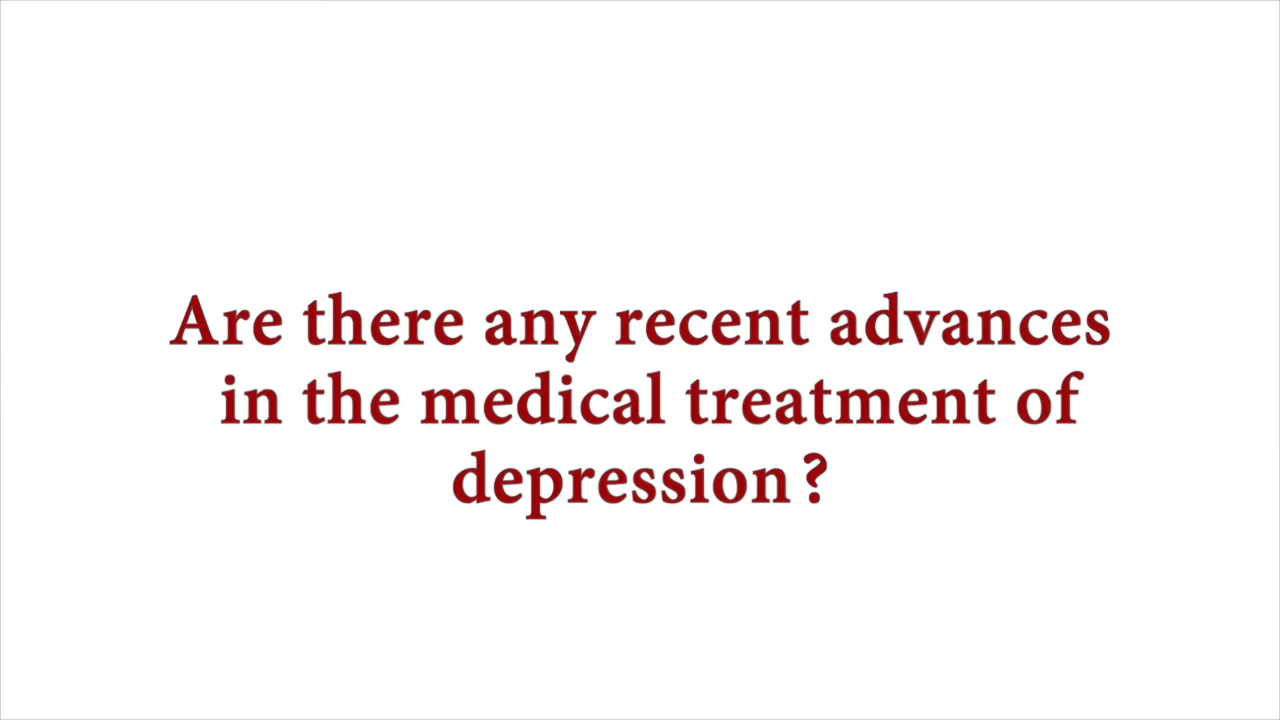 Are there any recent advances
in the medical treatment of
depression?